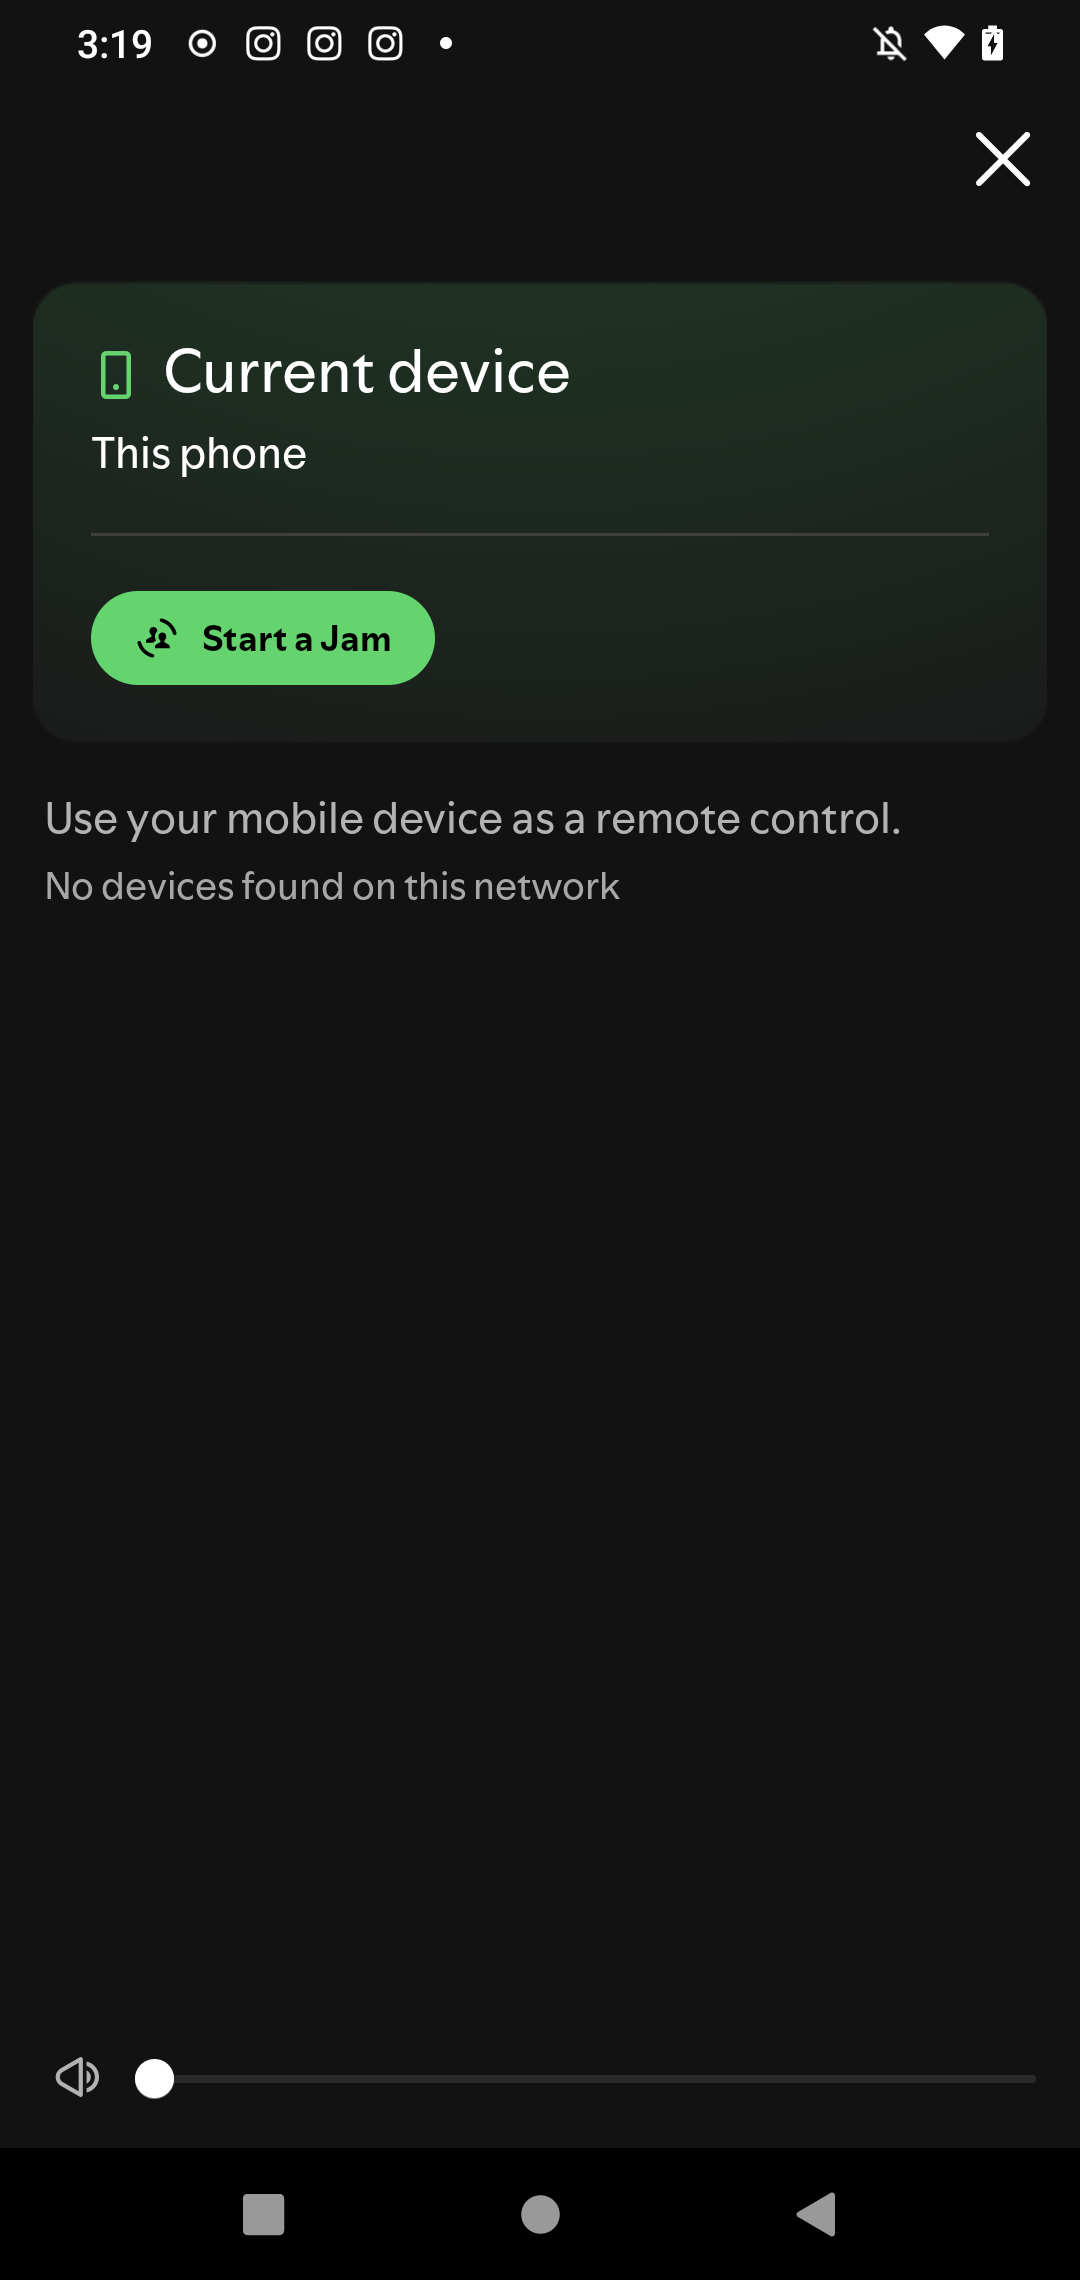 3:19
Current device
This phone
Start a Jam
Use your mobile device as a remote control.
No devices found on this network